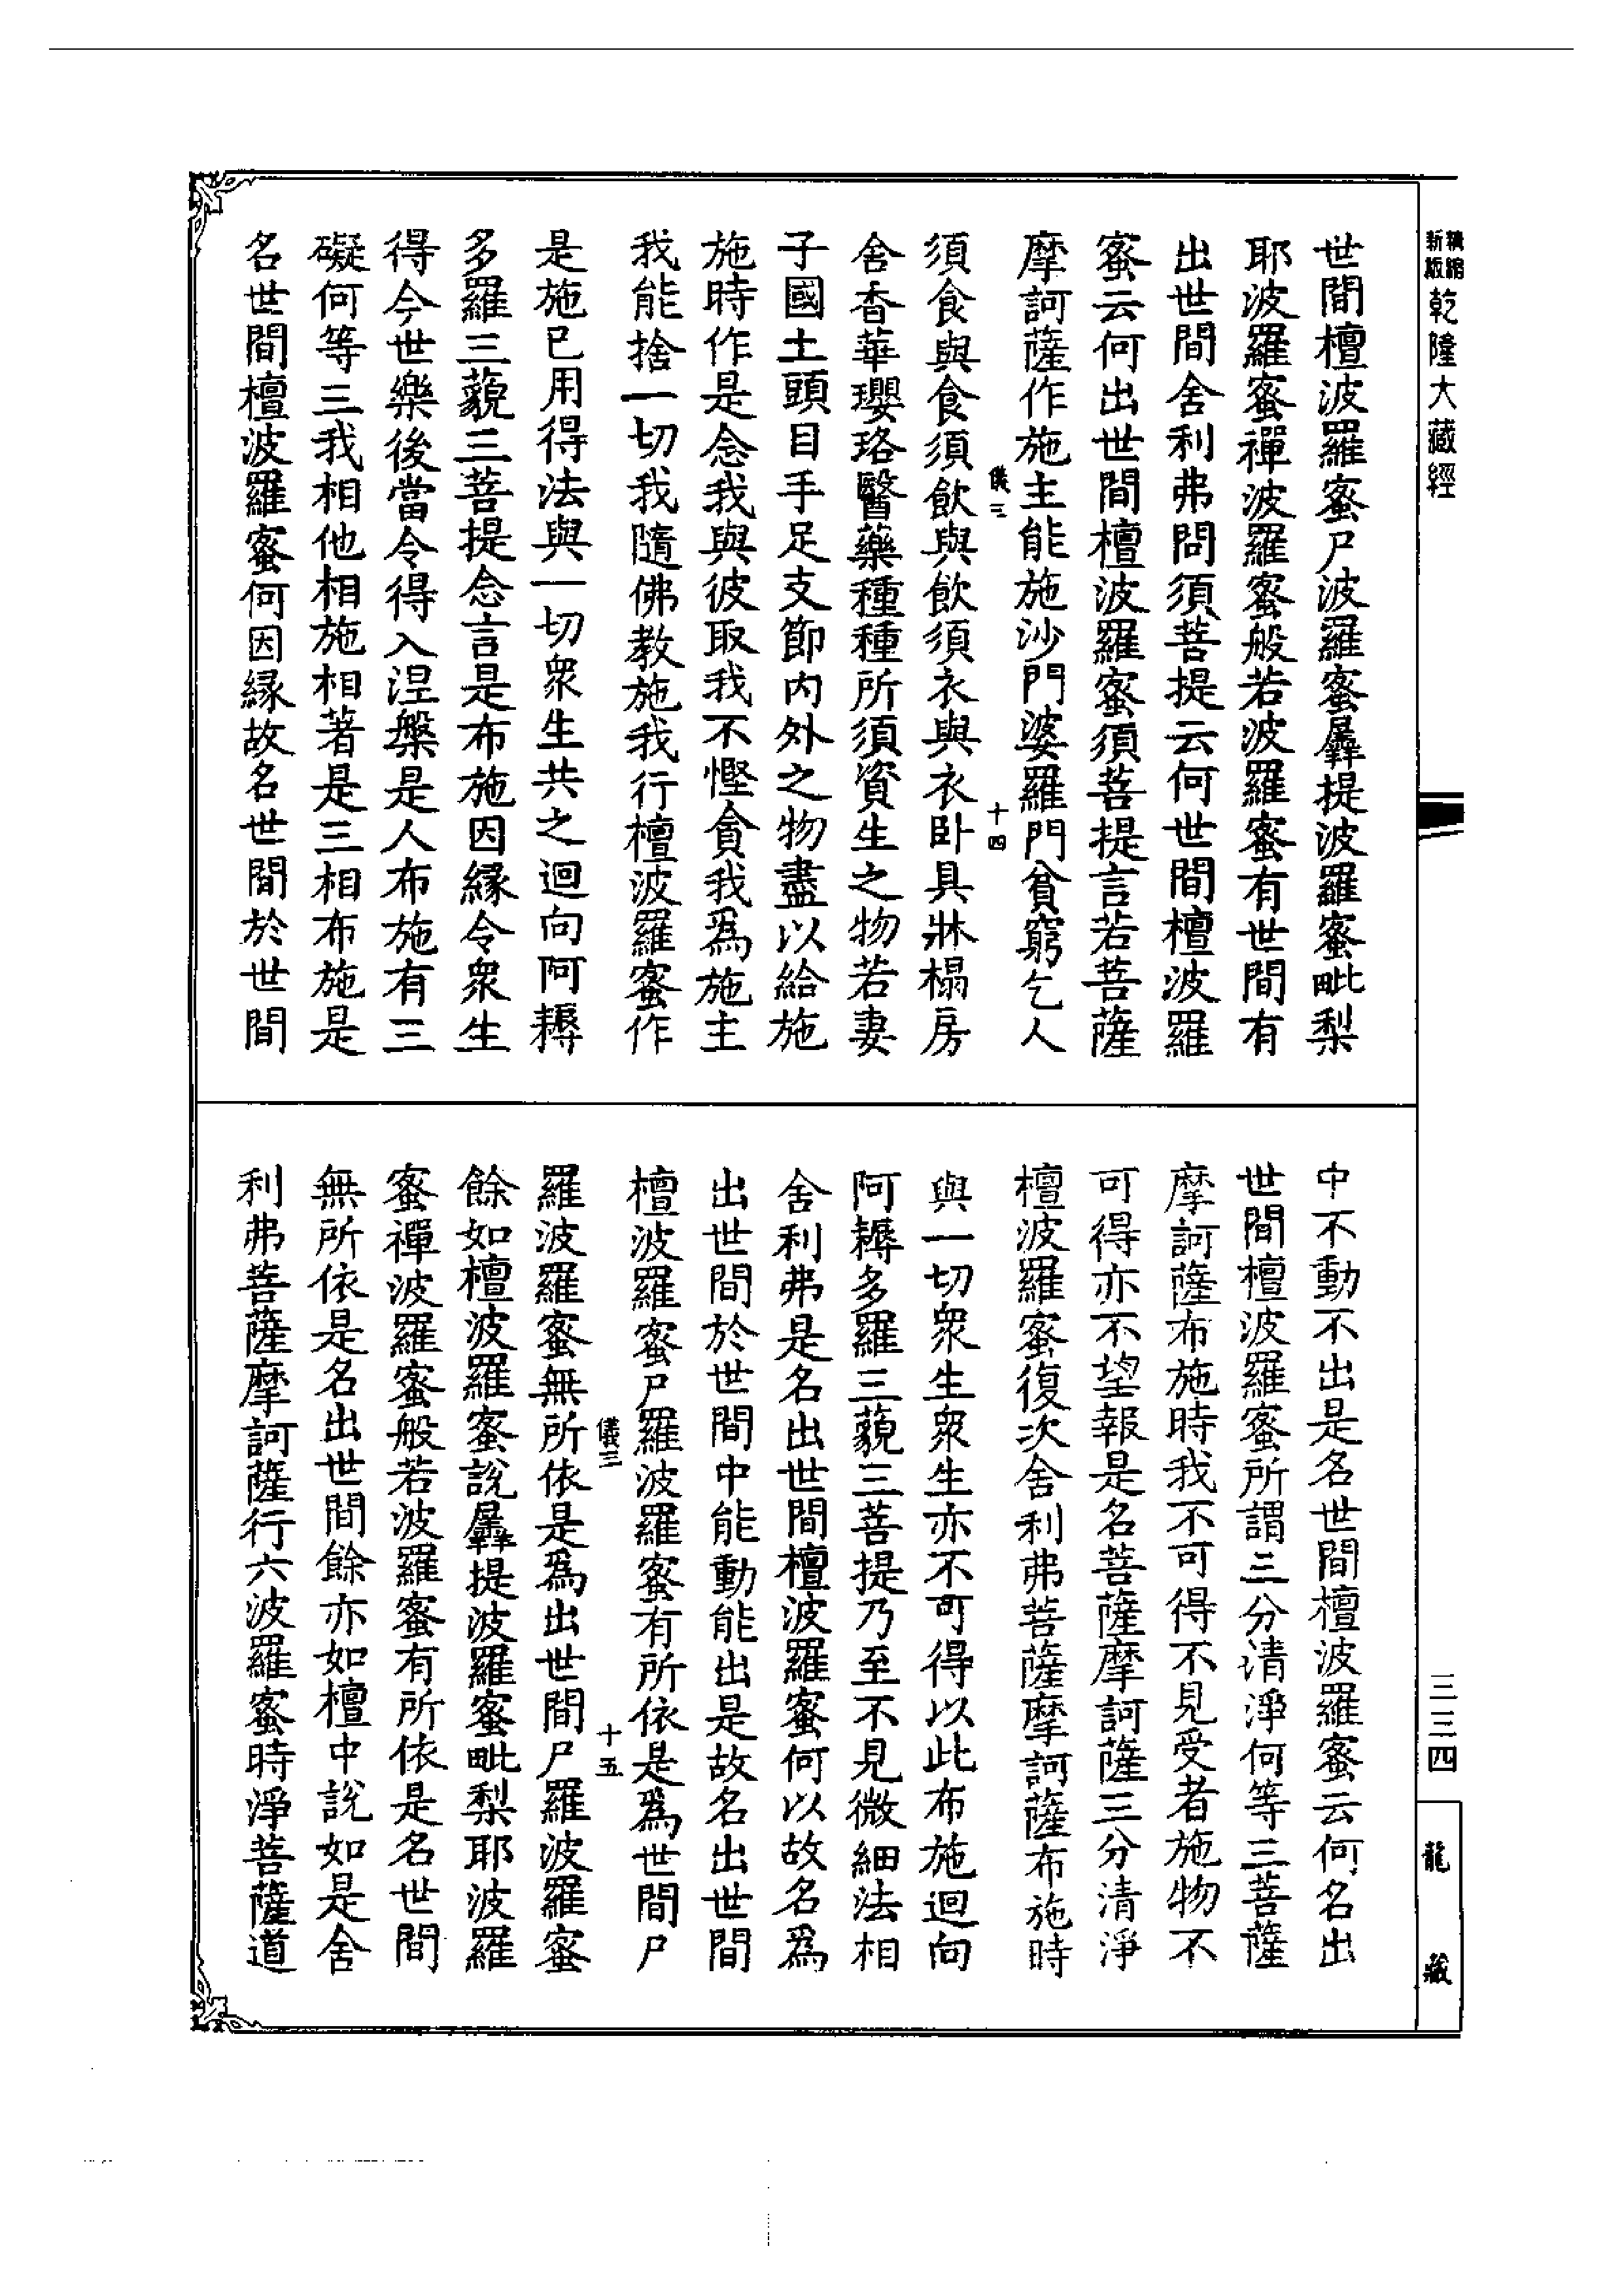 精縮
新版
乾隆大藏經
世間檀波羅蜜尸波羅蜜羼提波羅蜜毗梨
耶波羅蜜禪波羅蜜般若波羅蜜有世間有
出世間舍利弗問須菩提云何世間檀波羅
蜜云何出世間檀波羅蜜須菩提言若菩薩
摩訶薩作施主能施沙門婆羅門貧窮乞人
儀三
十四
須食與食須飲與飲須衣與衣卧具牀榻房
舍香華瓔珞醫藥種種所須資生之物若妻
子國土頭目手足支節内外之物盡以給施
施時作是念我與彼取我不慳貪我爲施主
我能捨一切我隨佛教施我行檀波羅蜜作
是施已用得法與一切衆生共之迴向阿耨
多羅三藐三菩提念言是布施因緣令衆生
得今世樂後當令得入涅槃是人布施有三
礙何等三我相他相施相著是三相布施是
名世間檀波羅蜜何因緣故名世間於世間
中不動不出是名世間檀波羅蜜云何名出
世間檀波羅蜜所謂三分清淨何等三菩薩
摩訶薩布施時我不可得不見受者施物不
可得亦不望報是名菩薩摩訶薩三分清淨
檀波羅蜜復次舍利弗菩薩摩訶薩布施時
與一切衆生衆生亦不可得以此布施迴向
阿耨多羅三藐三菩提乃至不見微細法相
舍利弗是名出世間檀波羅蜜何以故名爲
出世間於世間中能動能出是故名出世間
檀波羅蜜尸羅波羅蜜有所依是爲世間尸
儀三
十五
羅波羅蜜無所依是爲出世間尸羅波羅蜜
餘如檀波羅蜜說羼提波羅蜜毗梨耶波羅
蜜禪波羅蜜般若波羅蜜有所依是名世間
無所依是名出世間餘亦如檀中說如是舍
利弗菩薩摩訶薩行六波羅蜜時淨菩薩道
三三四
龍藏